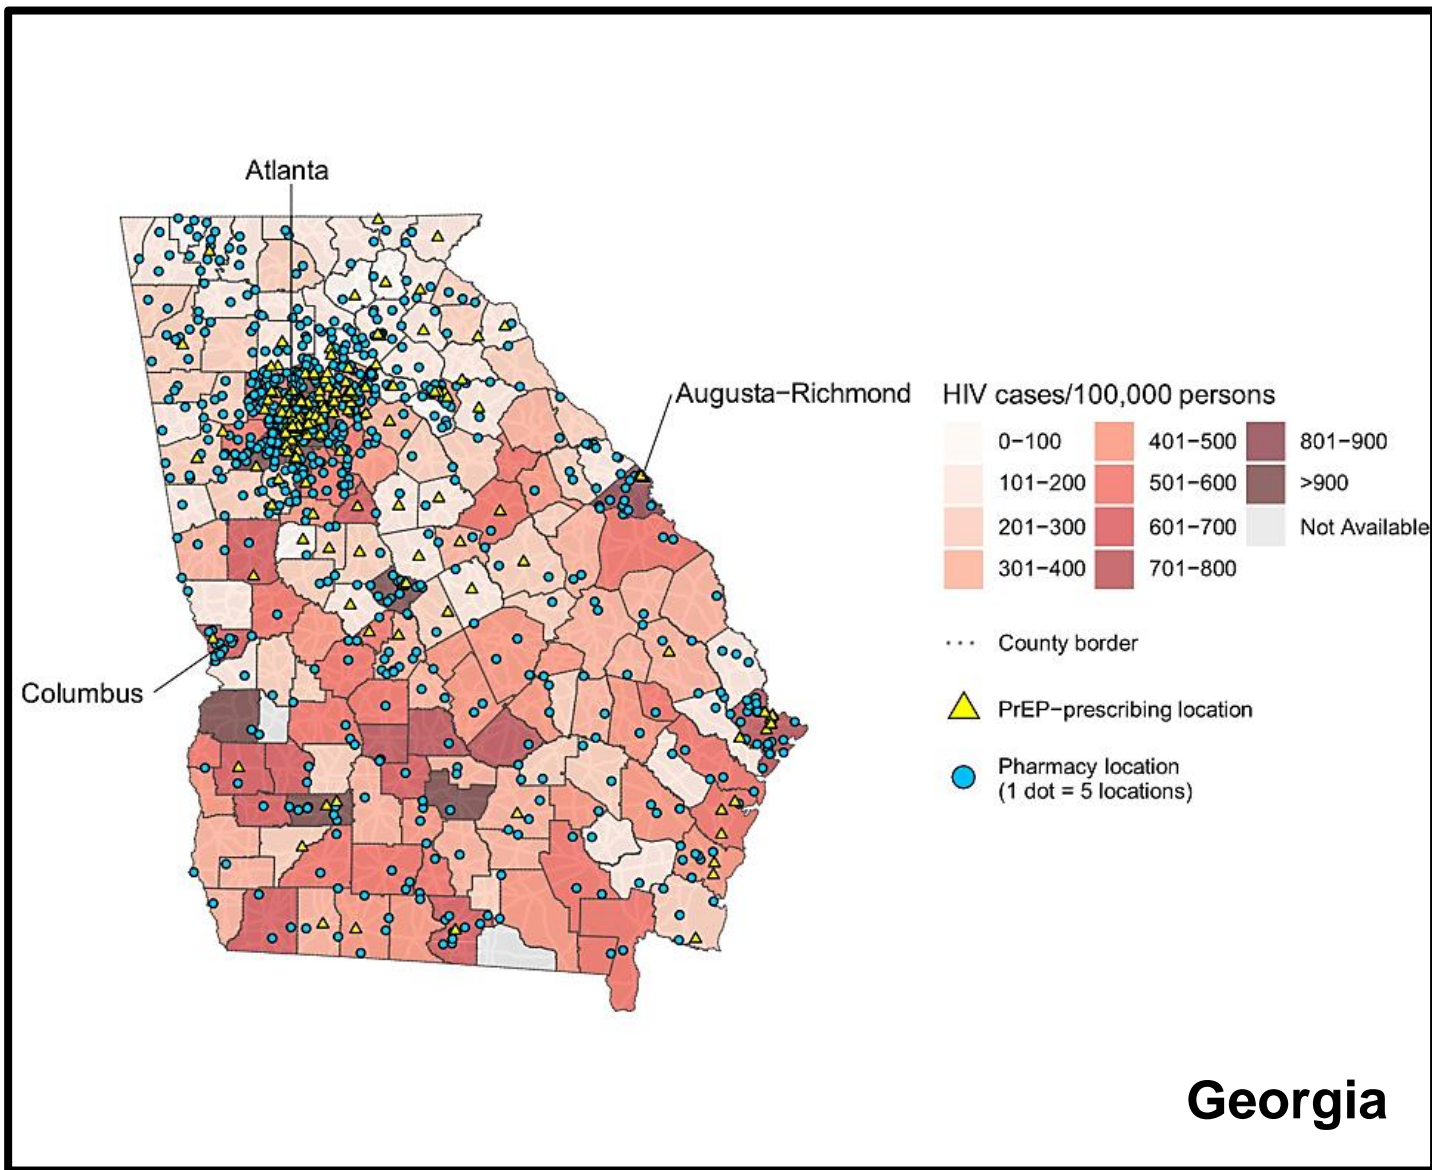 Atlanta
Augusta−Richmond
Columbus
HIV cases/100,000 persons
0−100
101−200
201−300
301−400
401−500
501−600
601−700
701−800
801−900
>900
Not Available
County border
PrEP−prescribing location
Pharmacy location
(1 dot = 5 locations)
Georgia